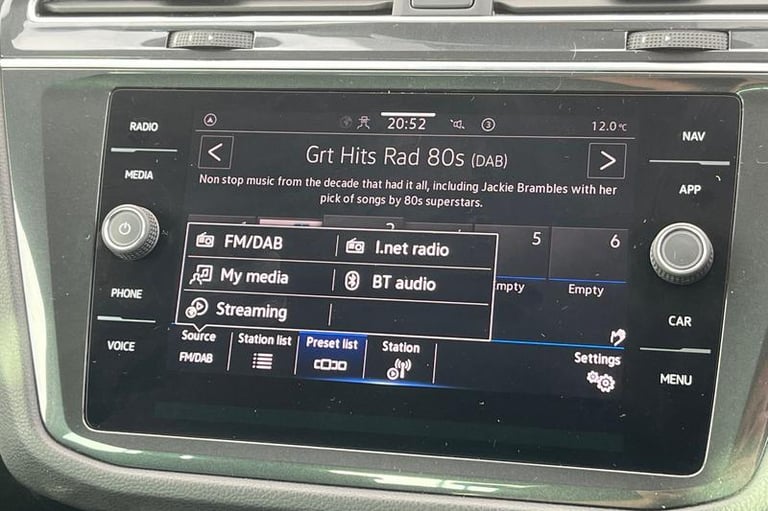 RADIO
MEDIA
PHONE
VOICE
20:52
3
12.0°C
Grt Hits Rad 80s (DAB)
Non stop music from the decade that had it all, including Jackie Brambles with her
pick of songs by 80s superstars.
5
6
mpty
Empty
FM/DAB
I.net radio
My media
BT audio
Streaming
Source
FM/DAB
Station list
Preset list
Station
Settings
NAV
APP
CAR
MENU